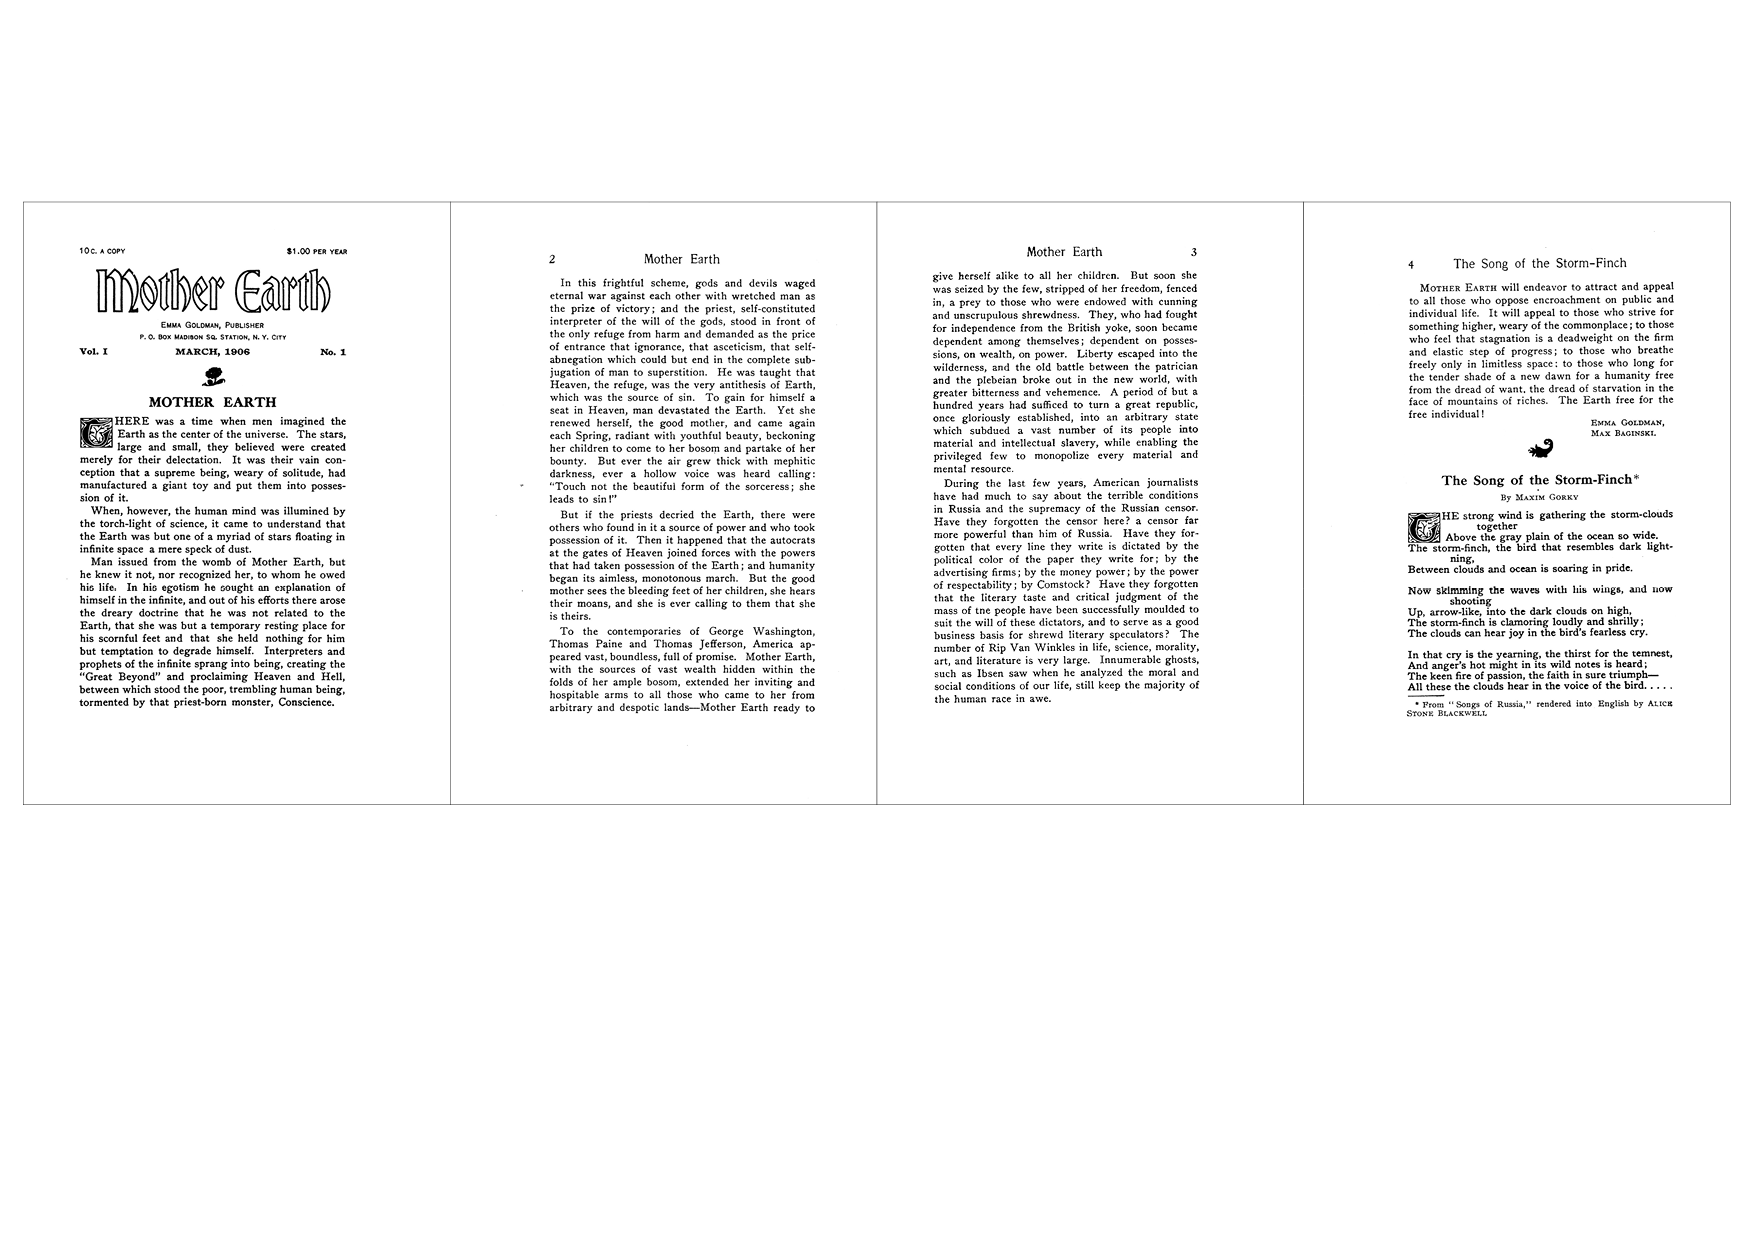 10c. A COPY $1.00 PER YEAR
Mother Earth
EMMA GOLDMAN, PUBLISHER
P. O. BOX MADISON SQ. STATION, N. Y. CITY
Vol. I MARCH, 1906 No. 1
MOTHER EARTH
THERE was a time when men imagined the
Earth as the center of the universe. The stars,
large and small, they believed were created
merely for their delectation. It was their vain con-
ception that a supreme being, weary of solitude, had
manufactured a giant toy and put them into posses-
sion of it.
When, however, the human mind was illumined by
the torch-light of science, it came to understand that
the Earth was but one of a myriad of stars floating in
infinite space a mere speck of dust.
Man issued from the womb of Mother Earth, but
he knew it not, nor recognized her, to whom he owed
his life. In his egotism he sought an explanation of
himself in the infinite, and out of his efforts there arose
the dreary doctrine that he was not related to the
Earth, that she was but a temporary resting place for
his scornful feet and that she held nothing for him
but temptation to degrade himself. Interpreters and
prophets of the infinite sprang into being, creating the
"Great Beyond" and proclaiming Heaven and Hell,
between which stood the poor, trembling human being,
tormented by that priest-born monster, Conscience.
2 Mother Earth
In this frightful scheme, gods and devils waged
eternal war against each other with wretched man as
the prize of victory; and the priest, self-constituted
interpreter of the will of the gods, stood in front of
the only refuge from harm and demanded as the price
of entrance that ignorance, that asceticism, that self-
abnegation which could but end in the complete sub-
jugation of man to superstition. He was taught that
Heaven, the refuge, was the very antithesis of Earth,
which was the source of sin. To gain for himself a
seat in Heaven, man devastated the Earth. Yet she
renewed herself, the good mother, and came again
each Spring, radiant with youthful beauty, beckoning
her children to come to her bosom and partake of her
bounty. But ever the air grew thick with mephitic
darkness, ever a hollow voice was heard calling:
"Touch not the beautiful form of the sorceress; she
leads to sin!"
But if the priests decried the Earth, there were
others who found in it a source of power and who took
possession of it. Then it happened that the autocrats
at the gates of Heaven joined forces with the powers
that had taken possession of the Earth; and humanity
began its aimless, monotonous march. But the good
mother sees the bleeding feet of her children, she hears
their moans, and she is ever calling to them that she
is theirs.
To the contemporaries of George Washington,
Thomas Paine and Thomas Jefferson, America ap-
peared vast, boundless, full of promise. Mother Earth,
with the sources of vast wealth hidden within the
folds of her ample bosom, extended her inviting and
hospitable arms to all those who came to her from
arbitrary and despotic lands—Mother Earth ready to
Mother Earth 3
give herself alike to all her children. But soon she
was seized by the few, stripped of her freedom, fenced
in, a prey to those who were endowed with cunning
and unscrupulous shrewdness. They, who had fought
for independence from the British yoke, soon became
dependent among themselves; dependent on posses-
sions, on wealth, on power. Liberty escaped into the
wilderness, and the old battle between the patrician
and the plebeian broke out in the new world, with
greater bitterness and vehemence. A period of but a
hundred years had sufficed to turn a great republic,
once gloriously established, into an arbitrary state
which subdued a vast number of its people into
material and intellectual slavery, while enabling the
privileged few to monopolize every material and
mental resource.
During the last few years, American journalists
have had much to say about the terrible conditions
in Russia and the supremacy of the Russian censor.
Have they forgotten the censor here? a censor far
more powerful than him of Russia. Have they for-
gotten that every line they write is dictated by the
political color of the paper they write for; by the
advertising firms; by the money power; by the power
of respectability; by Comstock? Have they forgotten
that the literary taste and critical judgment of the
mass of tne people have been successfully moulded to
suit the will of these dictators, and to serve as a good
business basis for shrewd literary speculators? The
number of Rip Van Winkles in life, science, morality,
art, and literature is very large. Innumerable ghosts,
such as Ibsen saw when he analyzed the moral and
social conditions of our life, still keep the majority of
the human race in awe.
4 The Song of the Storm-Finch
MOTHER EARTH will endeavor to attract and appeal
to all those who oppose encroachment on public and
individual life. It will appeal to those who strive for
something higher, weary of the commonplace; to those
who feel that stagnation is a deadweight on the firm
and elastic step of progress; to those who breathe
freely only in limitless space; to those who long for
the tender shade of a new dawn for a humanity free
from the dread of want, the dread of starvation in the
face of mountains of riches. The Earth free for the
free individual!
EMMA GOLDMAN,
MAX BAGINSKI.
The Song of the Storm-Finch*
By MAXIM GORKY
THE strong wind is gathering the storm-clouds
together
Above the gray plain of the ocean so wide.
The storm-finch, the bird that resembles dark light-
ning,
Between clouds and ocean is soaring in pride.
Now skimming the waves with his wings, and now
shooting
Up, arrow-like, into the dark clouds on high,
The storm-finch is clamoring loudly and shrilly;
The clouds can hear joy in the bird's fearless cry.
In that cry is the yearning, the thirst for the tempest,
And anger's hot might in its wild notes is heard;
The keen fire of passion, the faith in sure triumph—
All these the clouds hear in the voice of the bird.....
* From "Songs of Russia," rendered into English by ALICE
STONE BLACKWELL